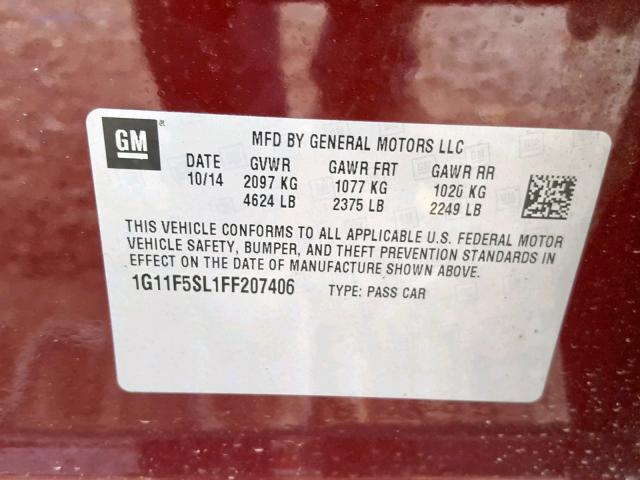 GM®
MFD BY GENERAL MOTORS LLC
DATE GVWR GAWR FRT GAWR RR
10/14 2097 KG 1077 KG 1020 KG
4624 LB 2375 LB 2249 LB
THIS VEHICLE CONFORMS TO ALL APPLICABLE U.S. FEDERAL MOTOR
VEHICLE SAFETY, BUMPER, AND THEFT PREVENTION STANDARDS IN
EFFECT ON THE DATE OF MANUFACTURE SHOWN ABOVE.
1G11F5SL1FF207406 TYPE: PASS CAR